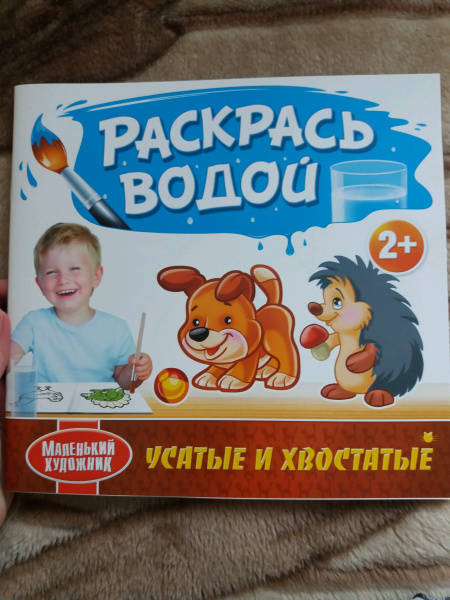 РАСКРАСЬ
ВОДОЙ
2+
МАЛЕНЬКИЙ
ХУДОЖНИК
УСАТЫЕ И ХВОСТАТЫЕ